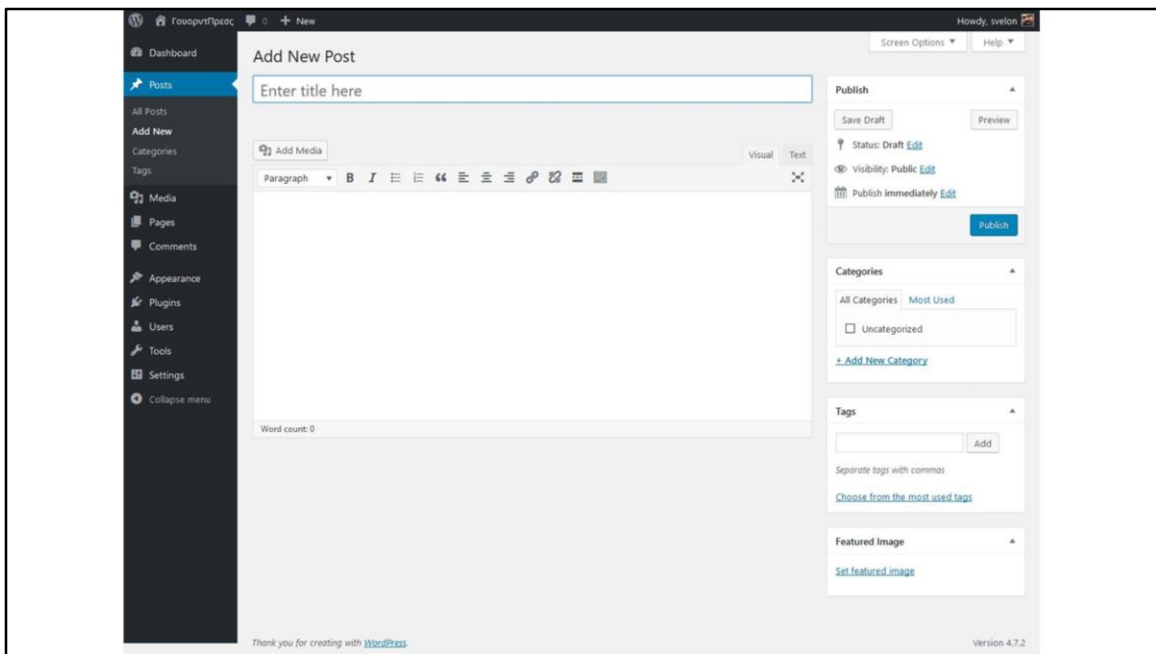 ΓουορντΠρεσς 0 + New Howdy, svelon
Screen Options Help
Dashboard
Posts
All Posts
Add New
Categories
Tags
Media
Pages
Comments
Appearance
Plugins
Users
Tools
Settings
Collapse menu
Add New Post
Enter title here
Add Media
Visual Text
Paragraph B I
Word count: 0
Publish
Save Draft Preview
Status: Draft Edit
Visibility: Public Edit
Publish immediately Edit
Publish
Categories
All Categories Most Used
Uncategorized
+ Add New Category
Tags
Add
Separate tags with commas
Choose from the most used tags
Featured Image
Set featured image
Thank you for creating with WordPress.
Version 4.7.2